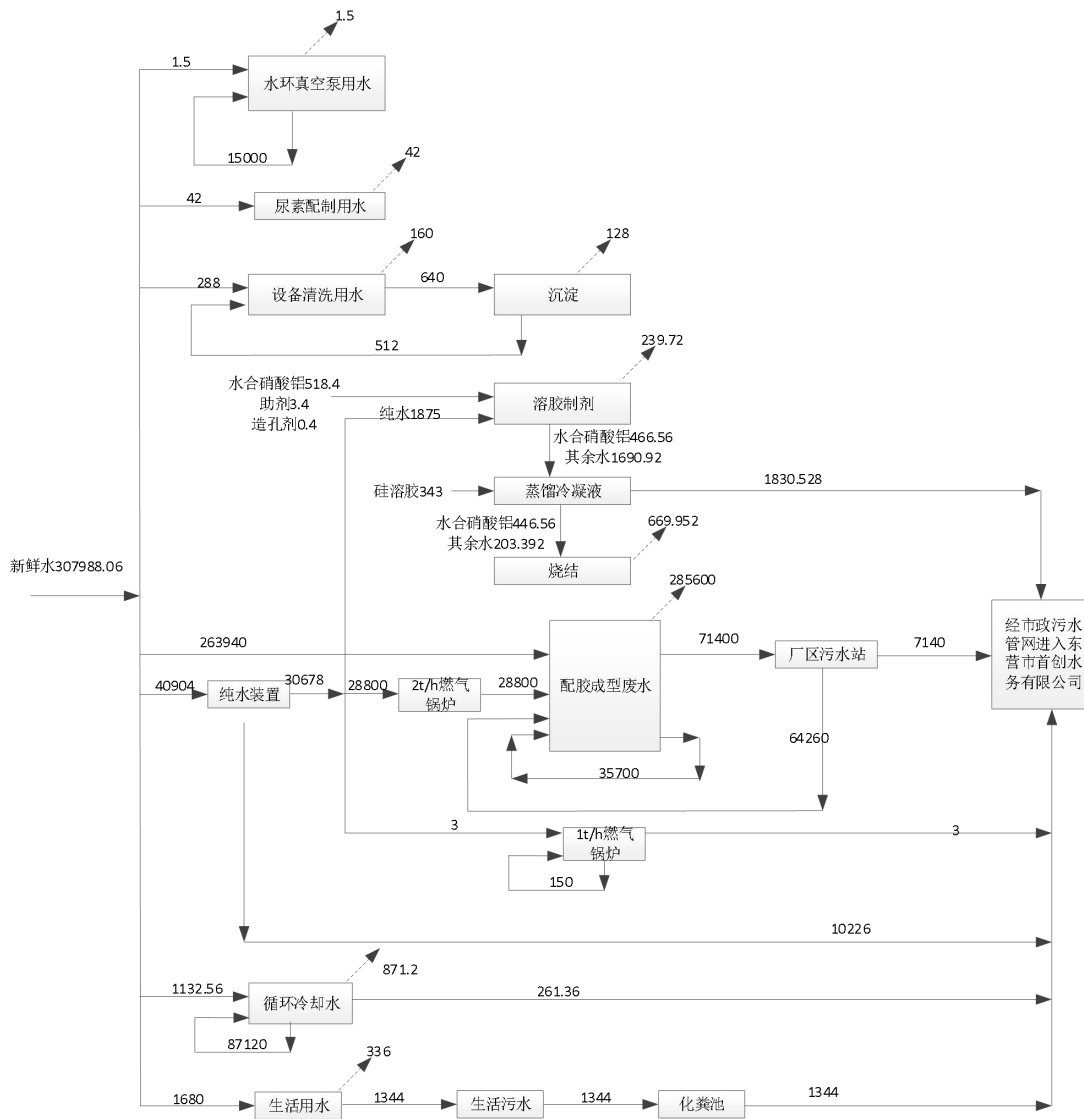 1.5
1.5
水环真空泵用水
15000
42
42
尿素配制用水
160
128
288
设备清洗用水
640
沉淀
512
239.72
水合硝酸铝518.4
助剂3.4
造孔剂0.4
纯水1875
溶胶制剂
水合硝酸铝466.56
其余水1690.92
硅溶胶343
蒸馏冷凝液
1830.528
水合硝酸铝446.56
其余水203.392
669.952
烧结
新鲜水307988.06
285600
263940
配胶成型废水
71400
厂区污水站
7140
经市政污水
管网进入东
营市首创水
务有限公司
40904
纯水装置
30678
28800
2t/h燃气
锅炉
28800
64260
35700
3
1t/h燃气
锅炉
3
150
10226
871.2
1132.56
循环冷却水
261.36
87120
336
1680
生活用水
1344
生活污水
1344
化粪池
1344